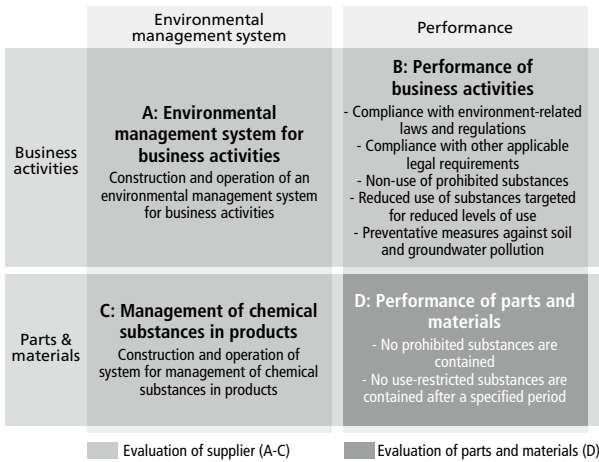 Environmental
management system
Performance
Business
activities
A: Environmental
management system for
business activities
Construction and operation of an
environmental management system
for business activities
B: Performance of
business activities
- Compliance with environment-related
laws and regulations
- Compliance with other applicable
legal requirements
- Non-use of prohibited substances
- Reduced use of substances targeted
for reduced levels of use
- Preventative measures against soil
and groundwater pollution
Parts &
materials
C: Management of chemical
substances in products
Construction and operation of
system for management of chemical
substances in products
D: Performance of parts and
materials
- No prohibited substances are
contained
- No use-restricted substances are
contained after a specified period
Evaluation of supplier (A-C)
Evaluation of parts and materials (D)